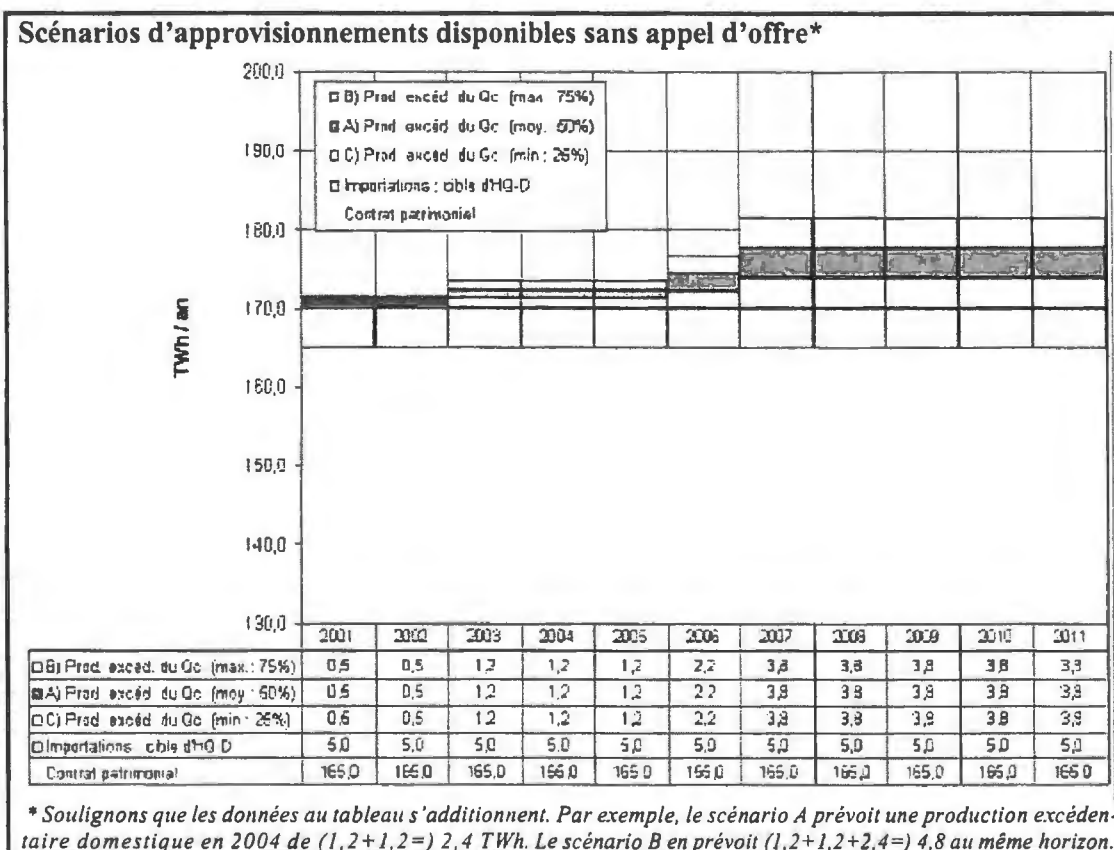 Scénarios d'approvisionnements disponibles sans appel d'offre*
200,0
B) Prod excéd du Qc (max 75%)
A) Prod excéd du Qc (moy. 50%)
190,0
C) Prod excéd du Qc (min : 25%)
Importations : cible d'HQ-D
Contrat patrimonial
180,0
170,0
TWh / an
160,0
150,0
140,0
130,0
2001 2002 2003 2004 2005 2006 2007 2008 2009 2010 2011
B) Prod. excéd. du Qc (max.: 75%) 0,5 0,5 1,2 1,2 1,2 2,2 3,8 3,8 3,8 3,8 3,8
A) Prod. excéd. du Qc (moy : 50%) 0,5 0,5 1,2 1,2 1,2 2,2 3,8 3,8 3,8 3,8 3,8
C) Prod excéd du Qc (min : 25%) 0,5 0,5 1,2 1,2 1,2 2,2 3,8 3,8 3,8 3,8 3,8
Importations cible d'HQ D 5,0 5,0 5,0 5,0 5,0 5,0 5,0 5,0 5,0 5,0 5,0
Contrat patrimonial 165,0 165,0 165,0 165,0 165,0 165,0 165,0 165,0 165,0 165,0 165,0
* Soulignons que les données au tableau s'additionnent. Par exemple, le scénario A prévoit une production excéden-
taire domestique en 2004 de (1,2+1,2=) 2,4 TWh. Le scénario B en prévoit (1,2+1,2+2,4=) 4,8 au même horizon.